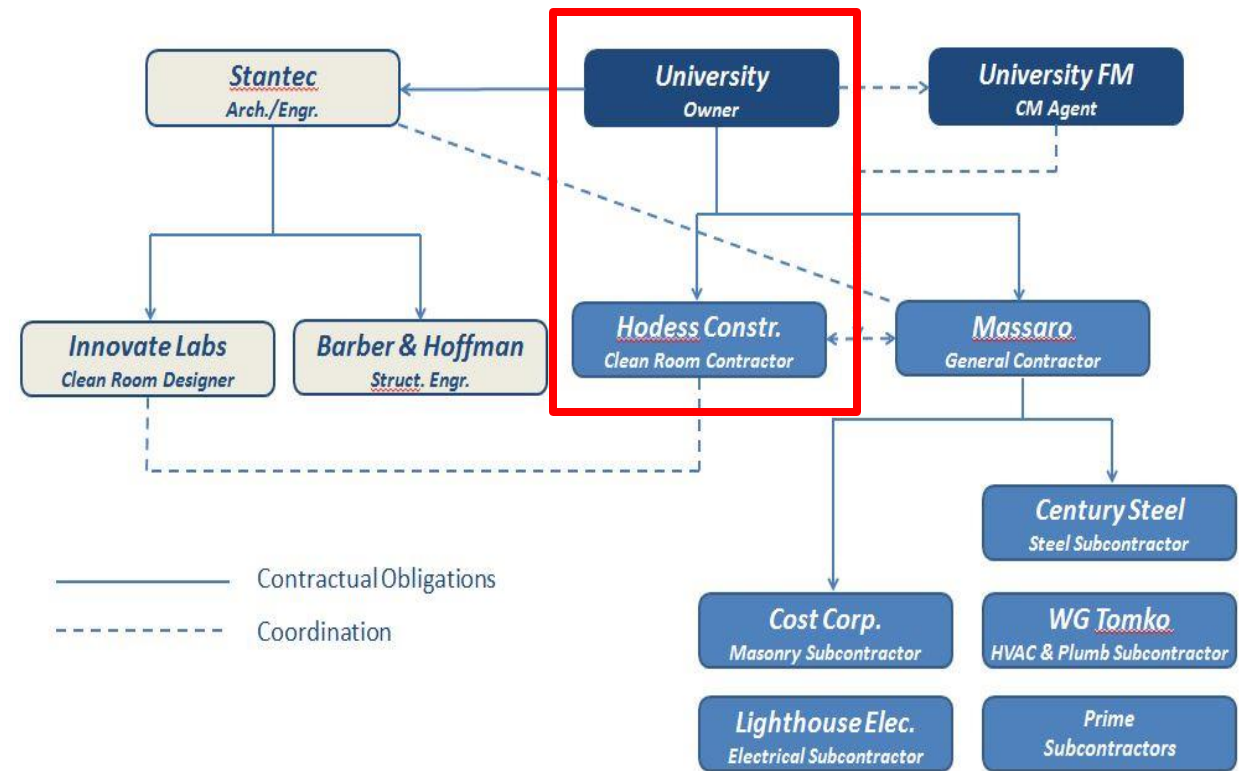 Stantec
Arch./Engr.
University
Owner
University FM
CM Agent
Innovate Labs
Clean Room Designer
Barber & Hoffman
Struct. Engr.
Hodess Constr.
Clean Room Contractor
Massaro
General Contractor
Century Steel
Steel Subcontractor
Contractual Obligations
Coordination
Cost Corp.
Masonry Subcontractor
WG Tomko
HVAC & Plumb Subcontractor
Lighthouse Elec.
Electrical Subcontractor
Prime
Subcontractors